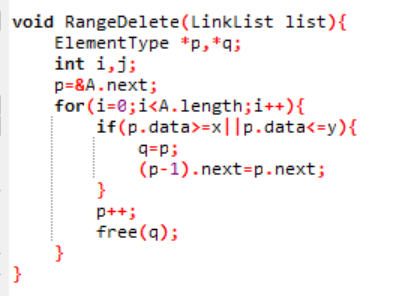 void RangeDelete(LinkList list){
    ElementType *p,*q;
    int i,j;
    p=&A.next;
    for(i=0;i<A.length;i++){
        if(p.data>=x||p.data<=y){
            q=p;
            (p-1).next=p.next;
        }
        p++;
        free(q);
    }
}